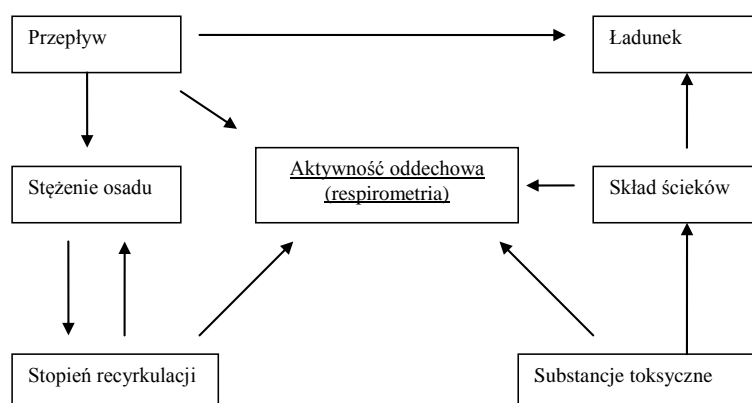 Przepływ
Ładunek
Stężenie osadu
Aktywność oddechowa
(respirometria)
Skład ścieków
Stopień recyrkulacji
Substancje toksyczne